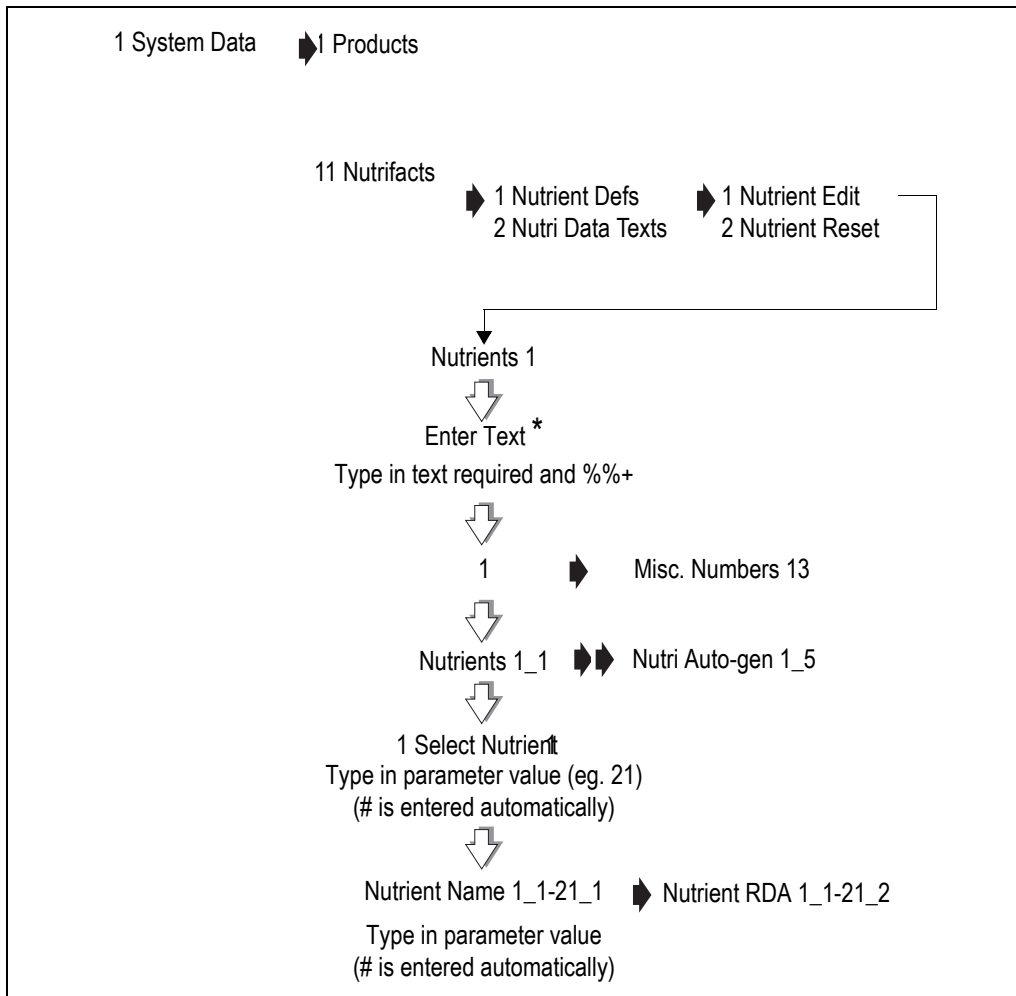 1 System Data 1 Products
11 Nutrifacts
1 Nutrient Defs 1 Nutrient Edit
2 Nutri Data Texts 2 Nutrient Reset
Nutrients 1
Enter Text *
Type in text required and %%+
1 Misc. Numbers 13
Nutrients 1_1 Nutri Auto-gen 1_5
1 Select Nutrient 1
Type in parameter value (eg. 21)
(# is entered automatically)
Nutrient Name 1_1-21_1 Nutrient RDA 1_1-21_2
Type in parameter value
(# is entered automatically)